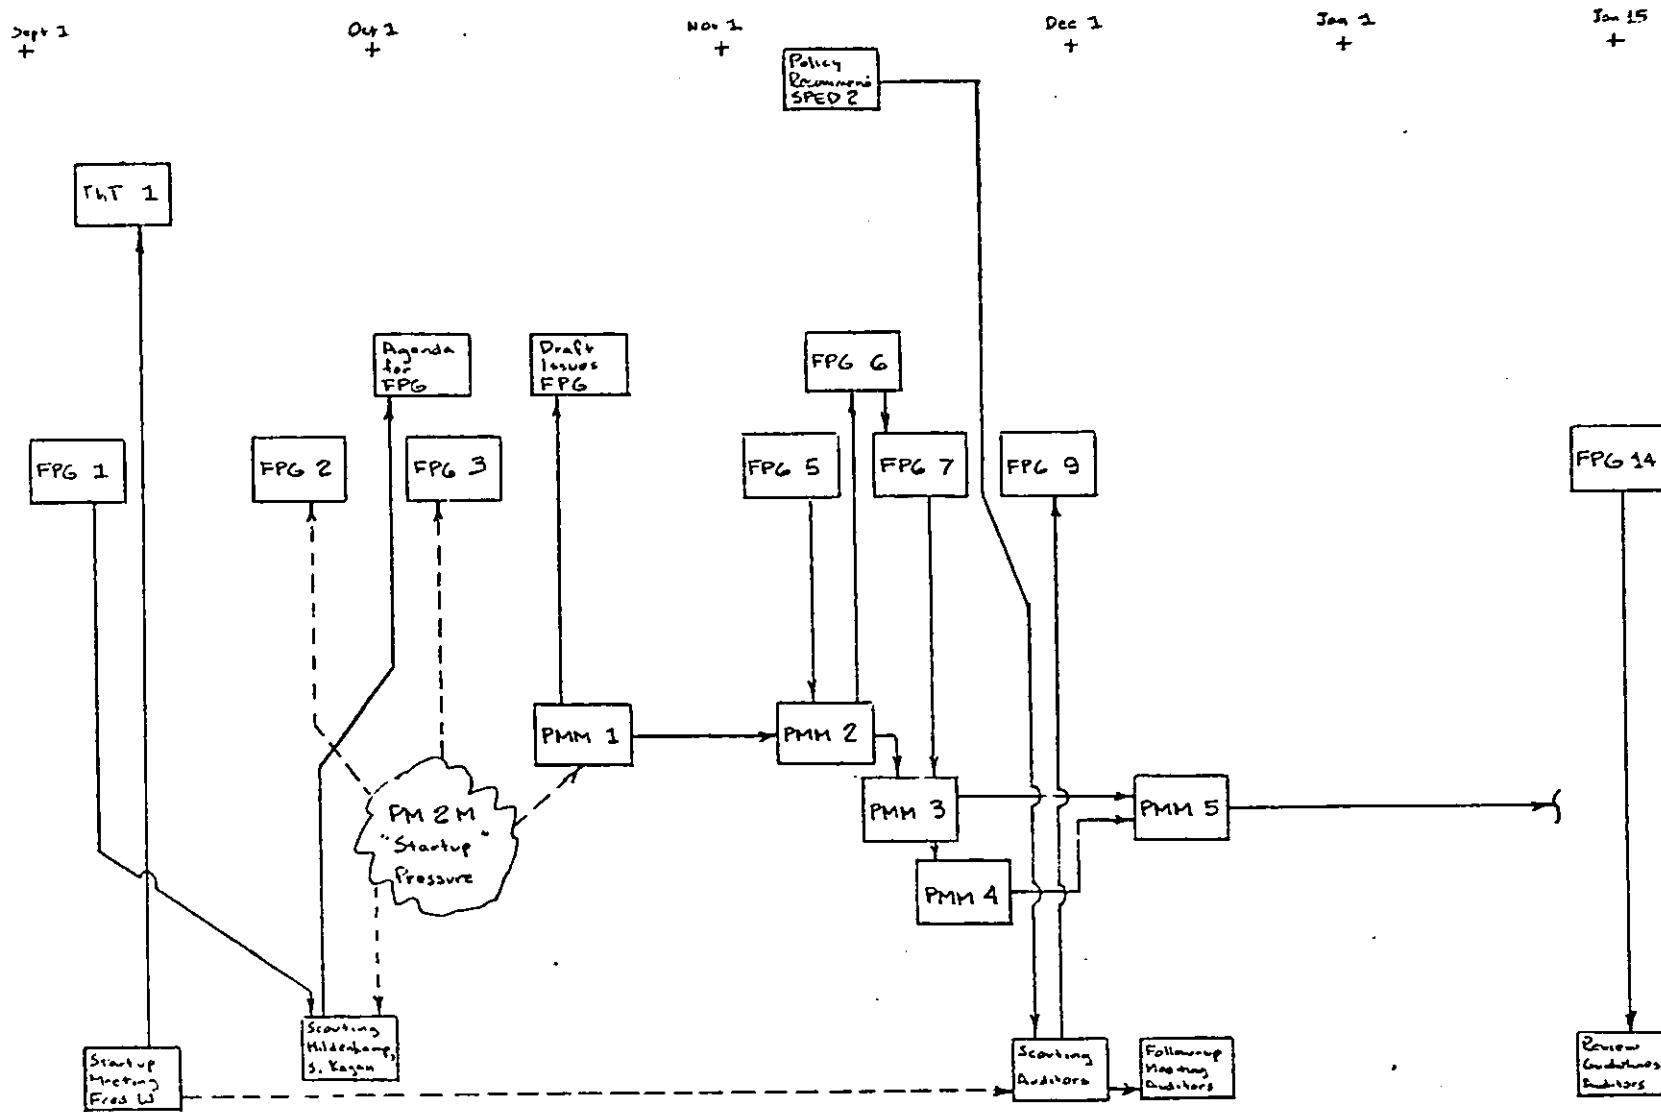 Sept 1
Oct 1
Nov 1
Dec 1
Jan 1
Jan 15
Policy
Recommend
SPED 2
ThT 1
Agenda
for
FPG
Draft
Issues
FPG
FPG 6
FPG 1
FPG 2
FPG 3
FPG 5
FPG 7
FPG 9
FPG 14
PMM 1
PMM 2
PM 2 M
"Startup"
Pressure
PMM 3
PMM 5
PMM 4
Scouting
Hildenkamp,
S. Kagan
Startup
Meeting
Fred W
Scouting
Auditors
Follow-up
Meeting
Auditors
Review
Guidelines
Auditors